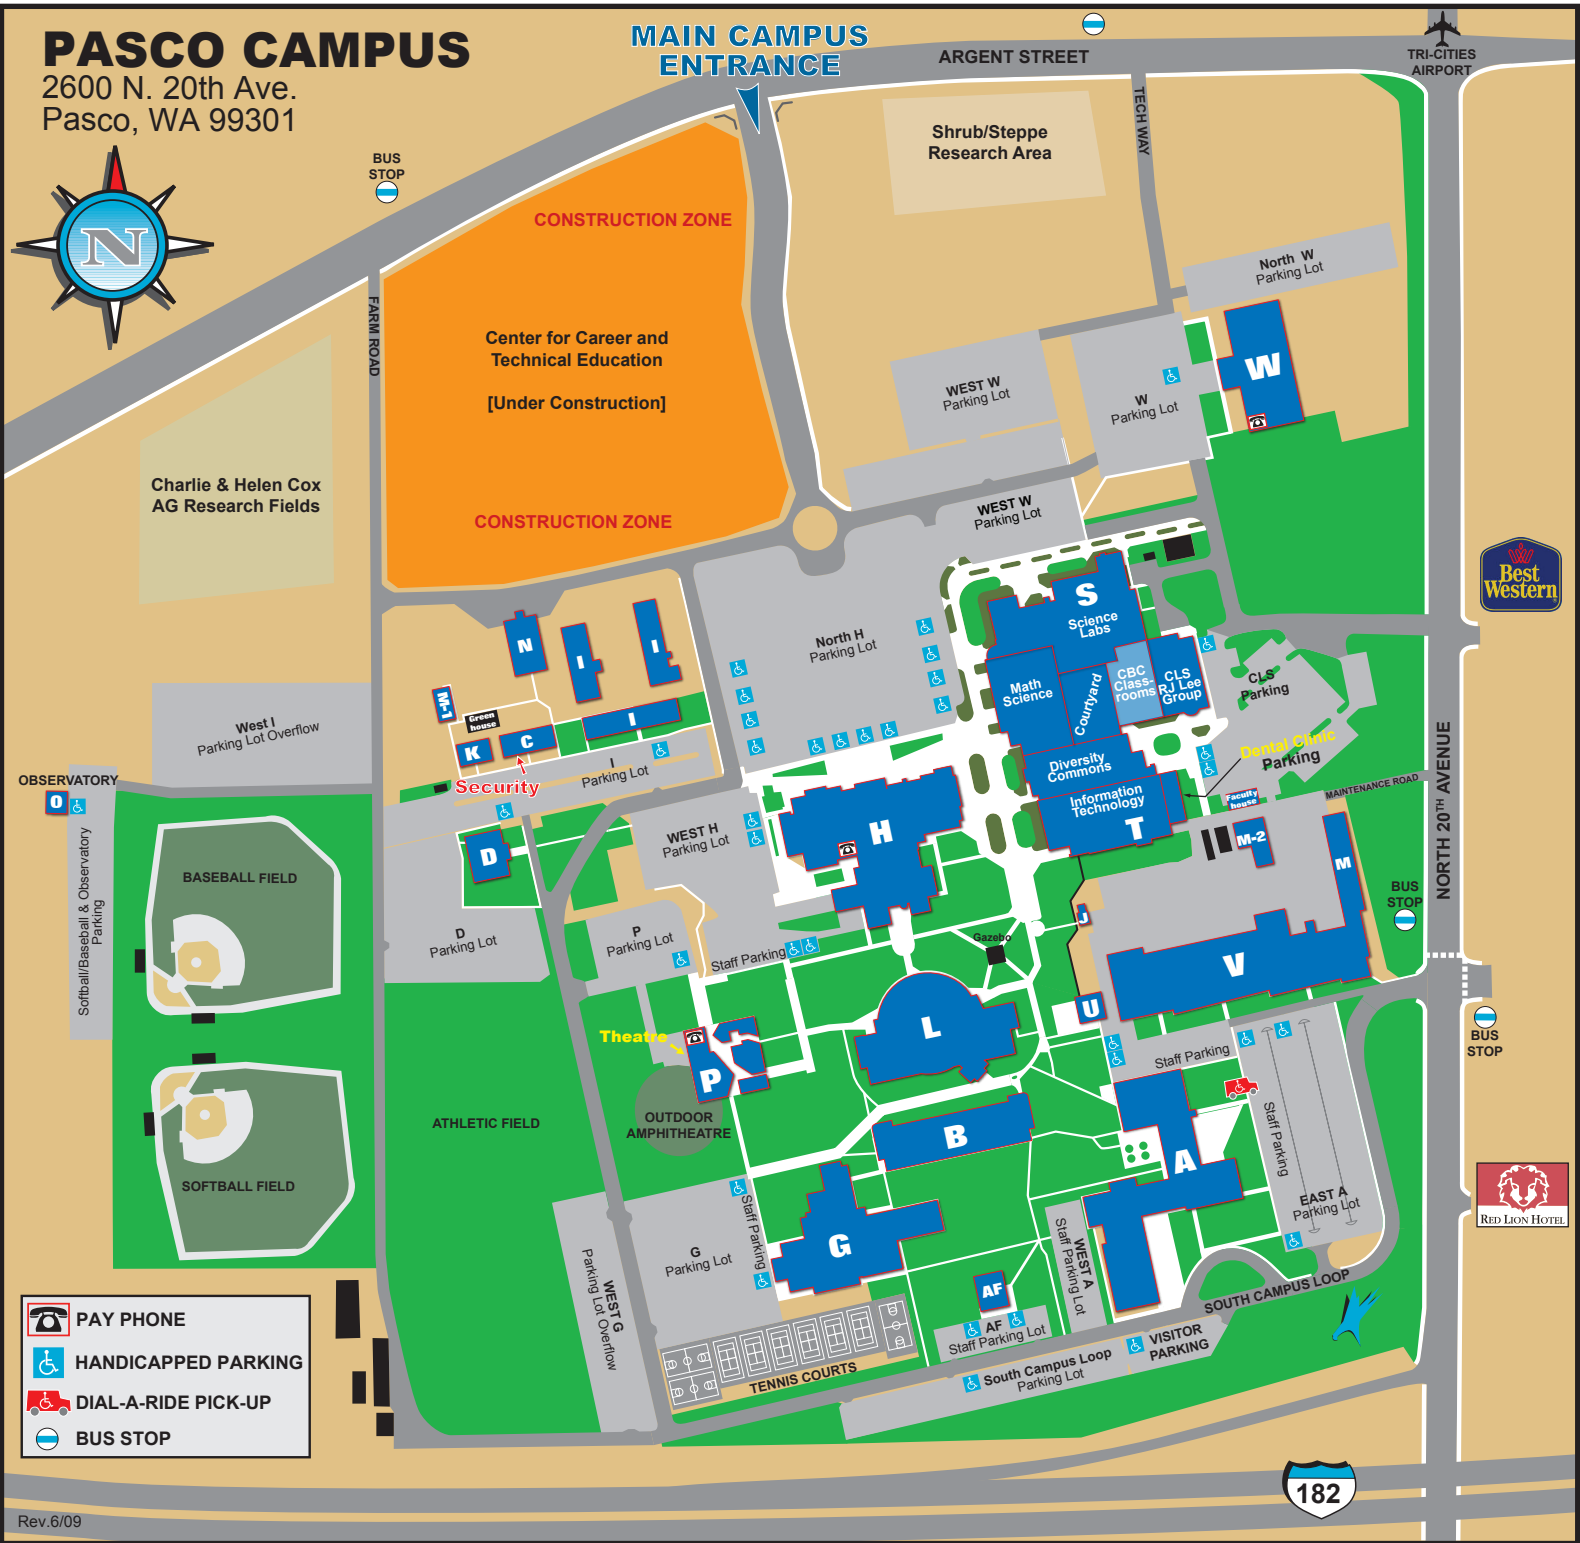 PASCO CAMPUS
2600 N. 20th Ave.
Pasco, WA 99301
MAIN CAMPUS
ENTRANCE
ARGENT STREET
TRI-CITIES
AIRPORT
TECH WAY
BUS
STOP
N
Shrub/Steppe
Research Area
CONSTRUCTION ZONE
North W
Parking Lot
FARM ROAD
Center for Career and
Technical Education
[Under Construction]
WEST W
Parking Lot
W
Parking Lot
W
Charlie & Helen Cox
AG Research Fields
CONSTRUCTION ZONE
WEST W
Parking Lot
Best
Western
S
Science
Labs
N
I
I
North H
Parking Lot
Math
Science
Courtyard
CBC
Class-
rooms
CLS
RJ Lee
Group
CLS
Parking
M-1
Green
house
I
K
C
West I
Parking Lot Overflow
I
Parking Lot
Security
Diversity
Commons
Dental Clinic
Parking
OBSERVATORY
O
Information
Technology
T
Faculty
house
MAINTENANCE ROAD
NORTH 20TH AVENUE
Softball/Baseball & Observatory
Parking
BASEBALL FIELD
D
WEST H
Parking Lot
H
M-2
M
BUS
STOP
D
Parking Lot
P
Parking Lot
Staff Parking
Gazebo
J
V
U
L
Theatre
P
Staff Parking
BUS
STOP
OUTDOOR
AMPHITHEATRE
ATHLETIC FIELD
B
A
Staff Parking
SOFTBALL FIELD
EAST A
Parking Lot
RED LION HOTEL
Staff Parking
G
Parking Lot
G
WEST G
Parking Lot Overflow
WEST A
Staff Parking Lot
AF
AF
Staff Parking Lot
SOUTH CAMPUS LOOP
VISITOR
PARKING
South Campus Loop
Parking Lot
TENNIS COURTS
PAY PHONE
HANDICAPPED PARKING
DIAL-A-RIDE PICK-UP
BUS STOP
182
Rev.6/09